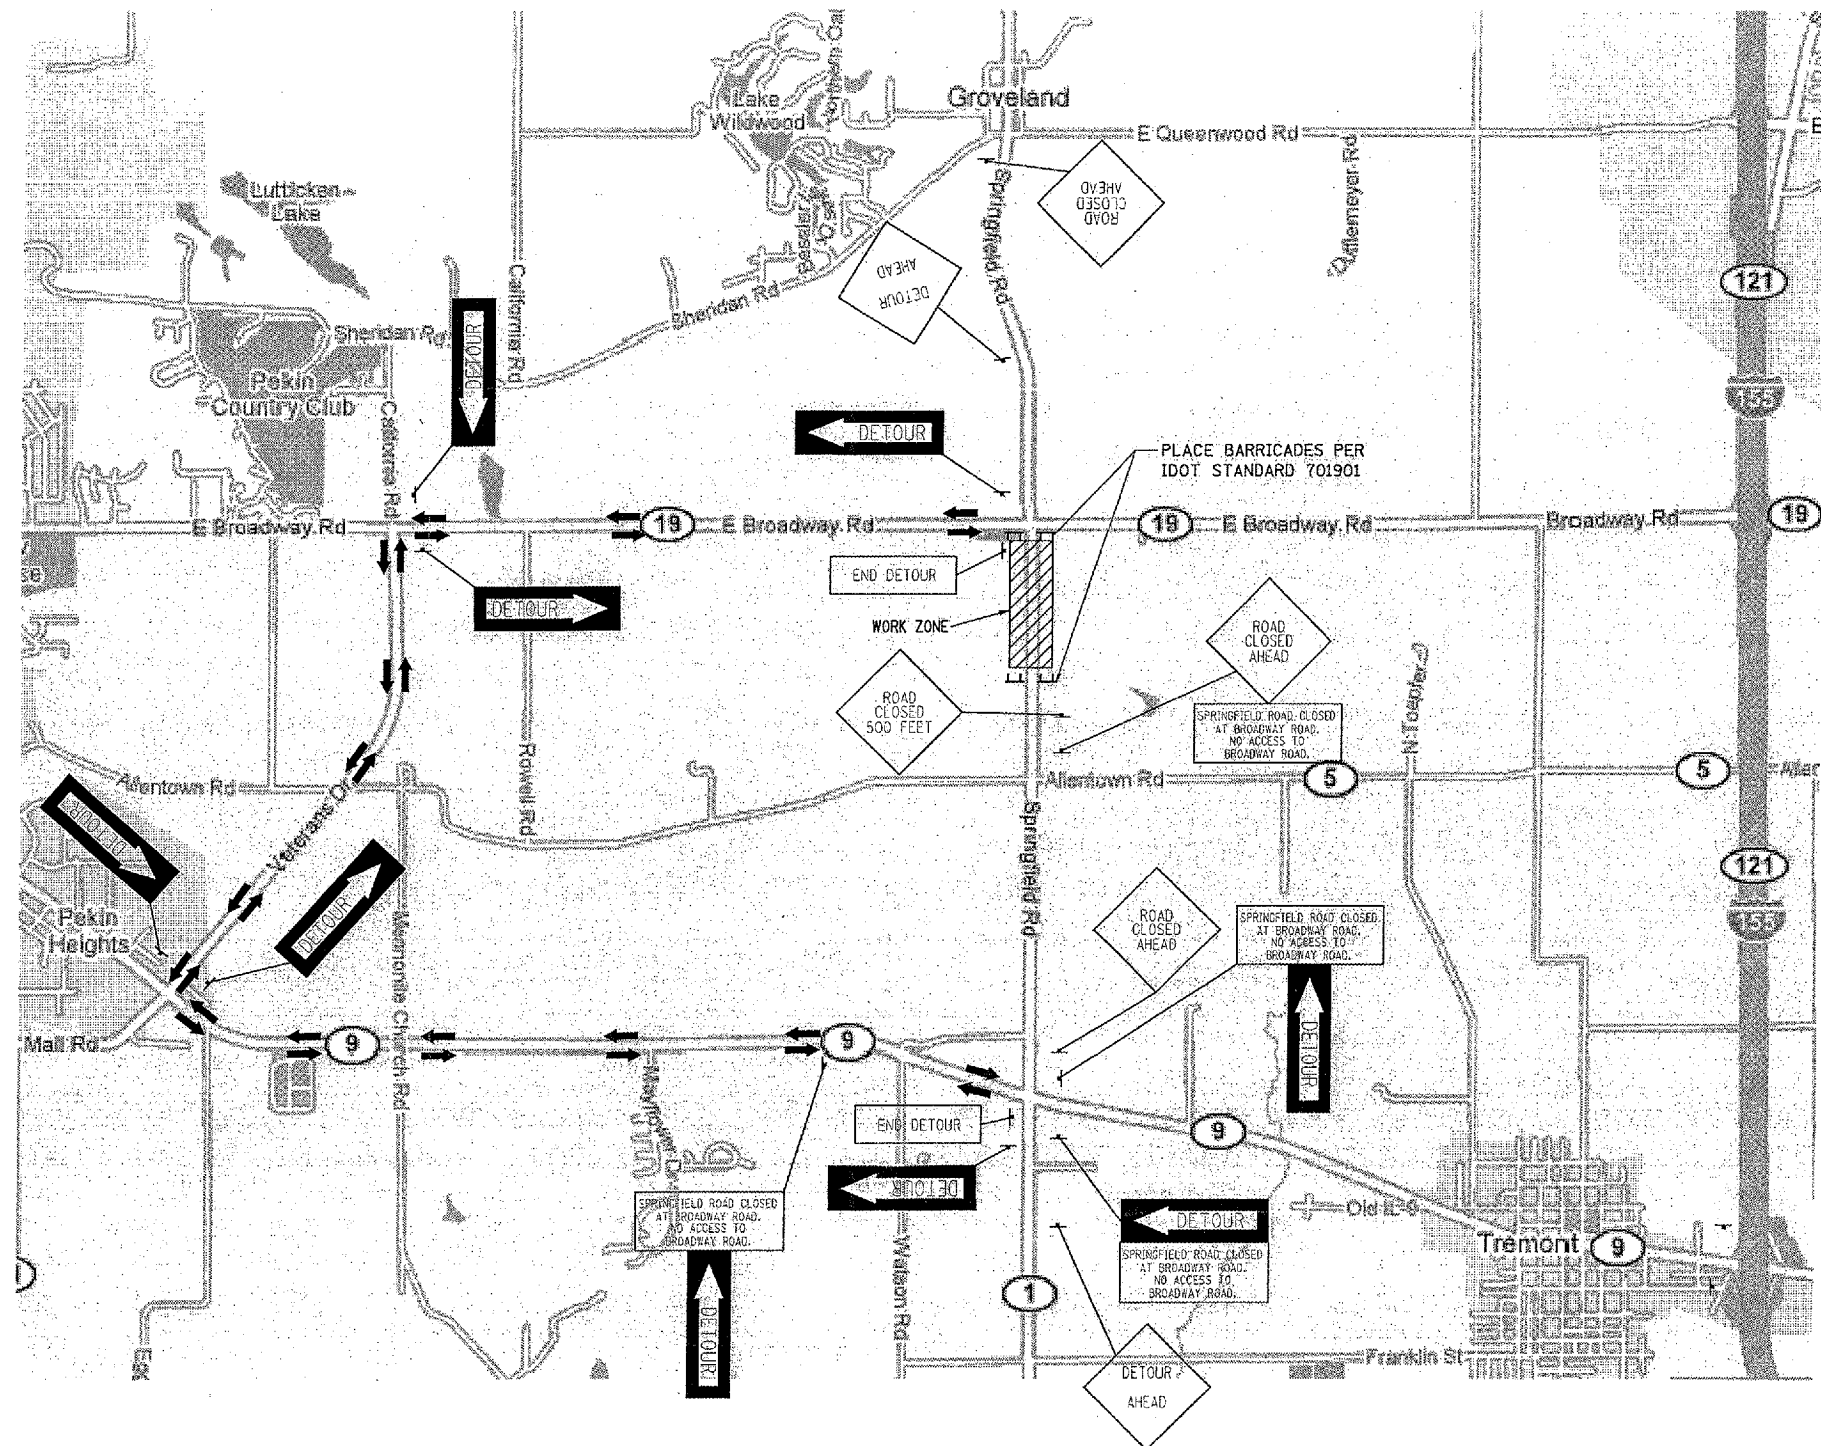 Groveland
Lake
Wildwood
E Queenwood Rd
ROAD
CLOSED
AHEAD
Springfield Rd
Lutticken
Lake
California Rd
121
DETOUR
AHEAD
Sheridan Rd
Sheridan Rd
DETOUR
Pekin
Country Club
DETOUR
PLACE BARRICADES PER
IDOT STANDARD 701901
E Broadway Rd
19
E Broadway Rd
19
E Broadway Rd
Broadway Rd
19
END DETOUR
DETOUR
WORK ZONE
ROAD
CLOSED
AHEAD
ROAD
CLOSED
500 FEET
SPRINGFIELD ROAD CLOSED
AT BROADWAY ROAD.
NO ACCESS TO
BROADWAY ROAD.
N Toepfer
Rowell Rd
Allentown Rd
Veterans Dr
Allentown Rd
5
5
Springfield Rd
DETOUR
DETOUR
121
155
Pekin
Heights
ROAD
CLOSED
AHEAD
SPRINGFIELD ROAD CLOSED
AT BROADWAY ROAD.
NO ACCESS TO
BROADWAY ROAD.
DETOUR
Mall Rd
9
9
Church Rd
END DETOUR
9
DETOUR
SPRINGFIELD ROAD CLOSED
AT BROADWAY ROAD.
NO ACCESS TO
BROADWAY ROAD.
DETOUR
DETOUR
SPRINGFIELD ROAD CLOSED
AT BROADWAY ROAD.
NO ACCESS TO
BROADWAY ROAD.
Old IL-9
Tremont
9
1
Franklin St
DETOUR
AHEAD